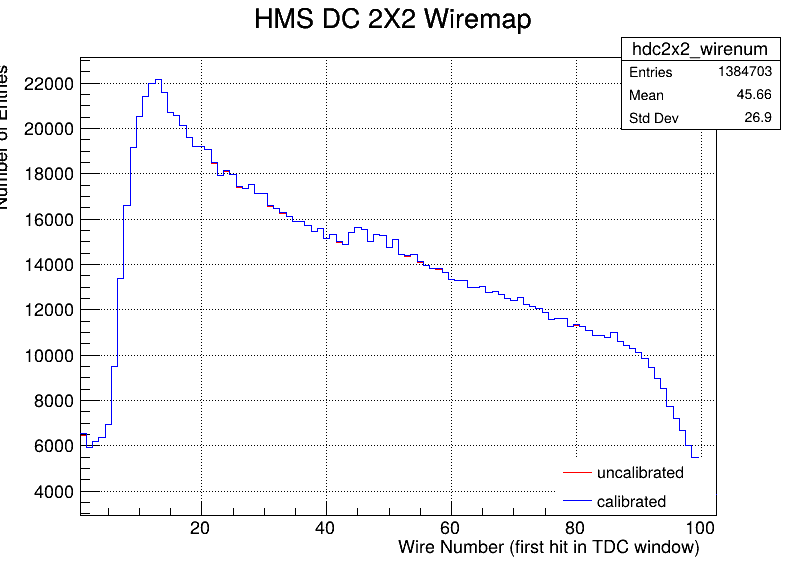 HMS DC 2X2 Wiremap
hdc2x2_wirenum
Entries 1384703
Mean 45.66
Std Dev 26.9
Number of Entries
22000
20000
18000
16000
14000
12000
10000
8000
6000
4000
uncalibrated
calibrated
20 40 60 80 100
Wire Number (first hit in TDC window)